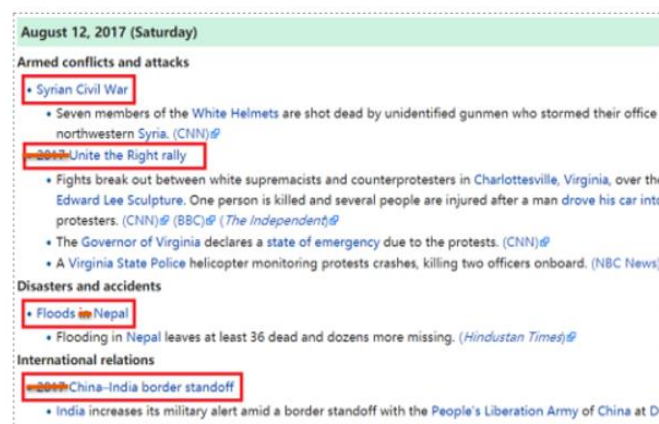 August 12, 2017 (Saturday)
Armed conflicts and attacks
• Syrian Civil War
• Seven members of the White Helmets are shot dead by unidentified gunmen who stormed their office
northwestern Syria. (CNN)
2017 Unite the Right rally
• Fights break out between white supremacists and counterprotesters in Charlottesville, Virginia, over the
Edward Lee Sculpture. One person is killed and several people are injured after a man drove his car into
protesters. (CNN) (BBC) (The Independent)
• The Governor of Virginia declares a state of emergency due to the protests. (CNN)
• A Virginia State Police helicopter monitoring protests crashes, killing two officers onboard. (NBC News)
Disasters and accidents
• Floods in Nepal
• Flooding in Nepal leaves at least 36 dead and dozens more missing. (Hindustan Times)
International relations
2017 China–India border standoff
• India increases its military alert amid a border standoff with the People's Liberation Army of China at D